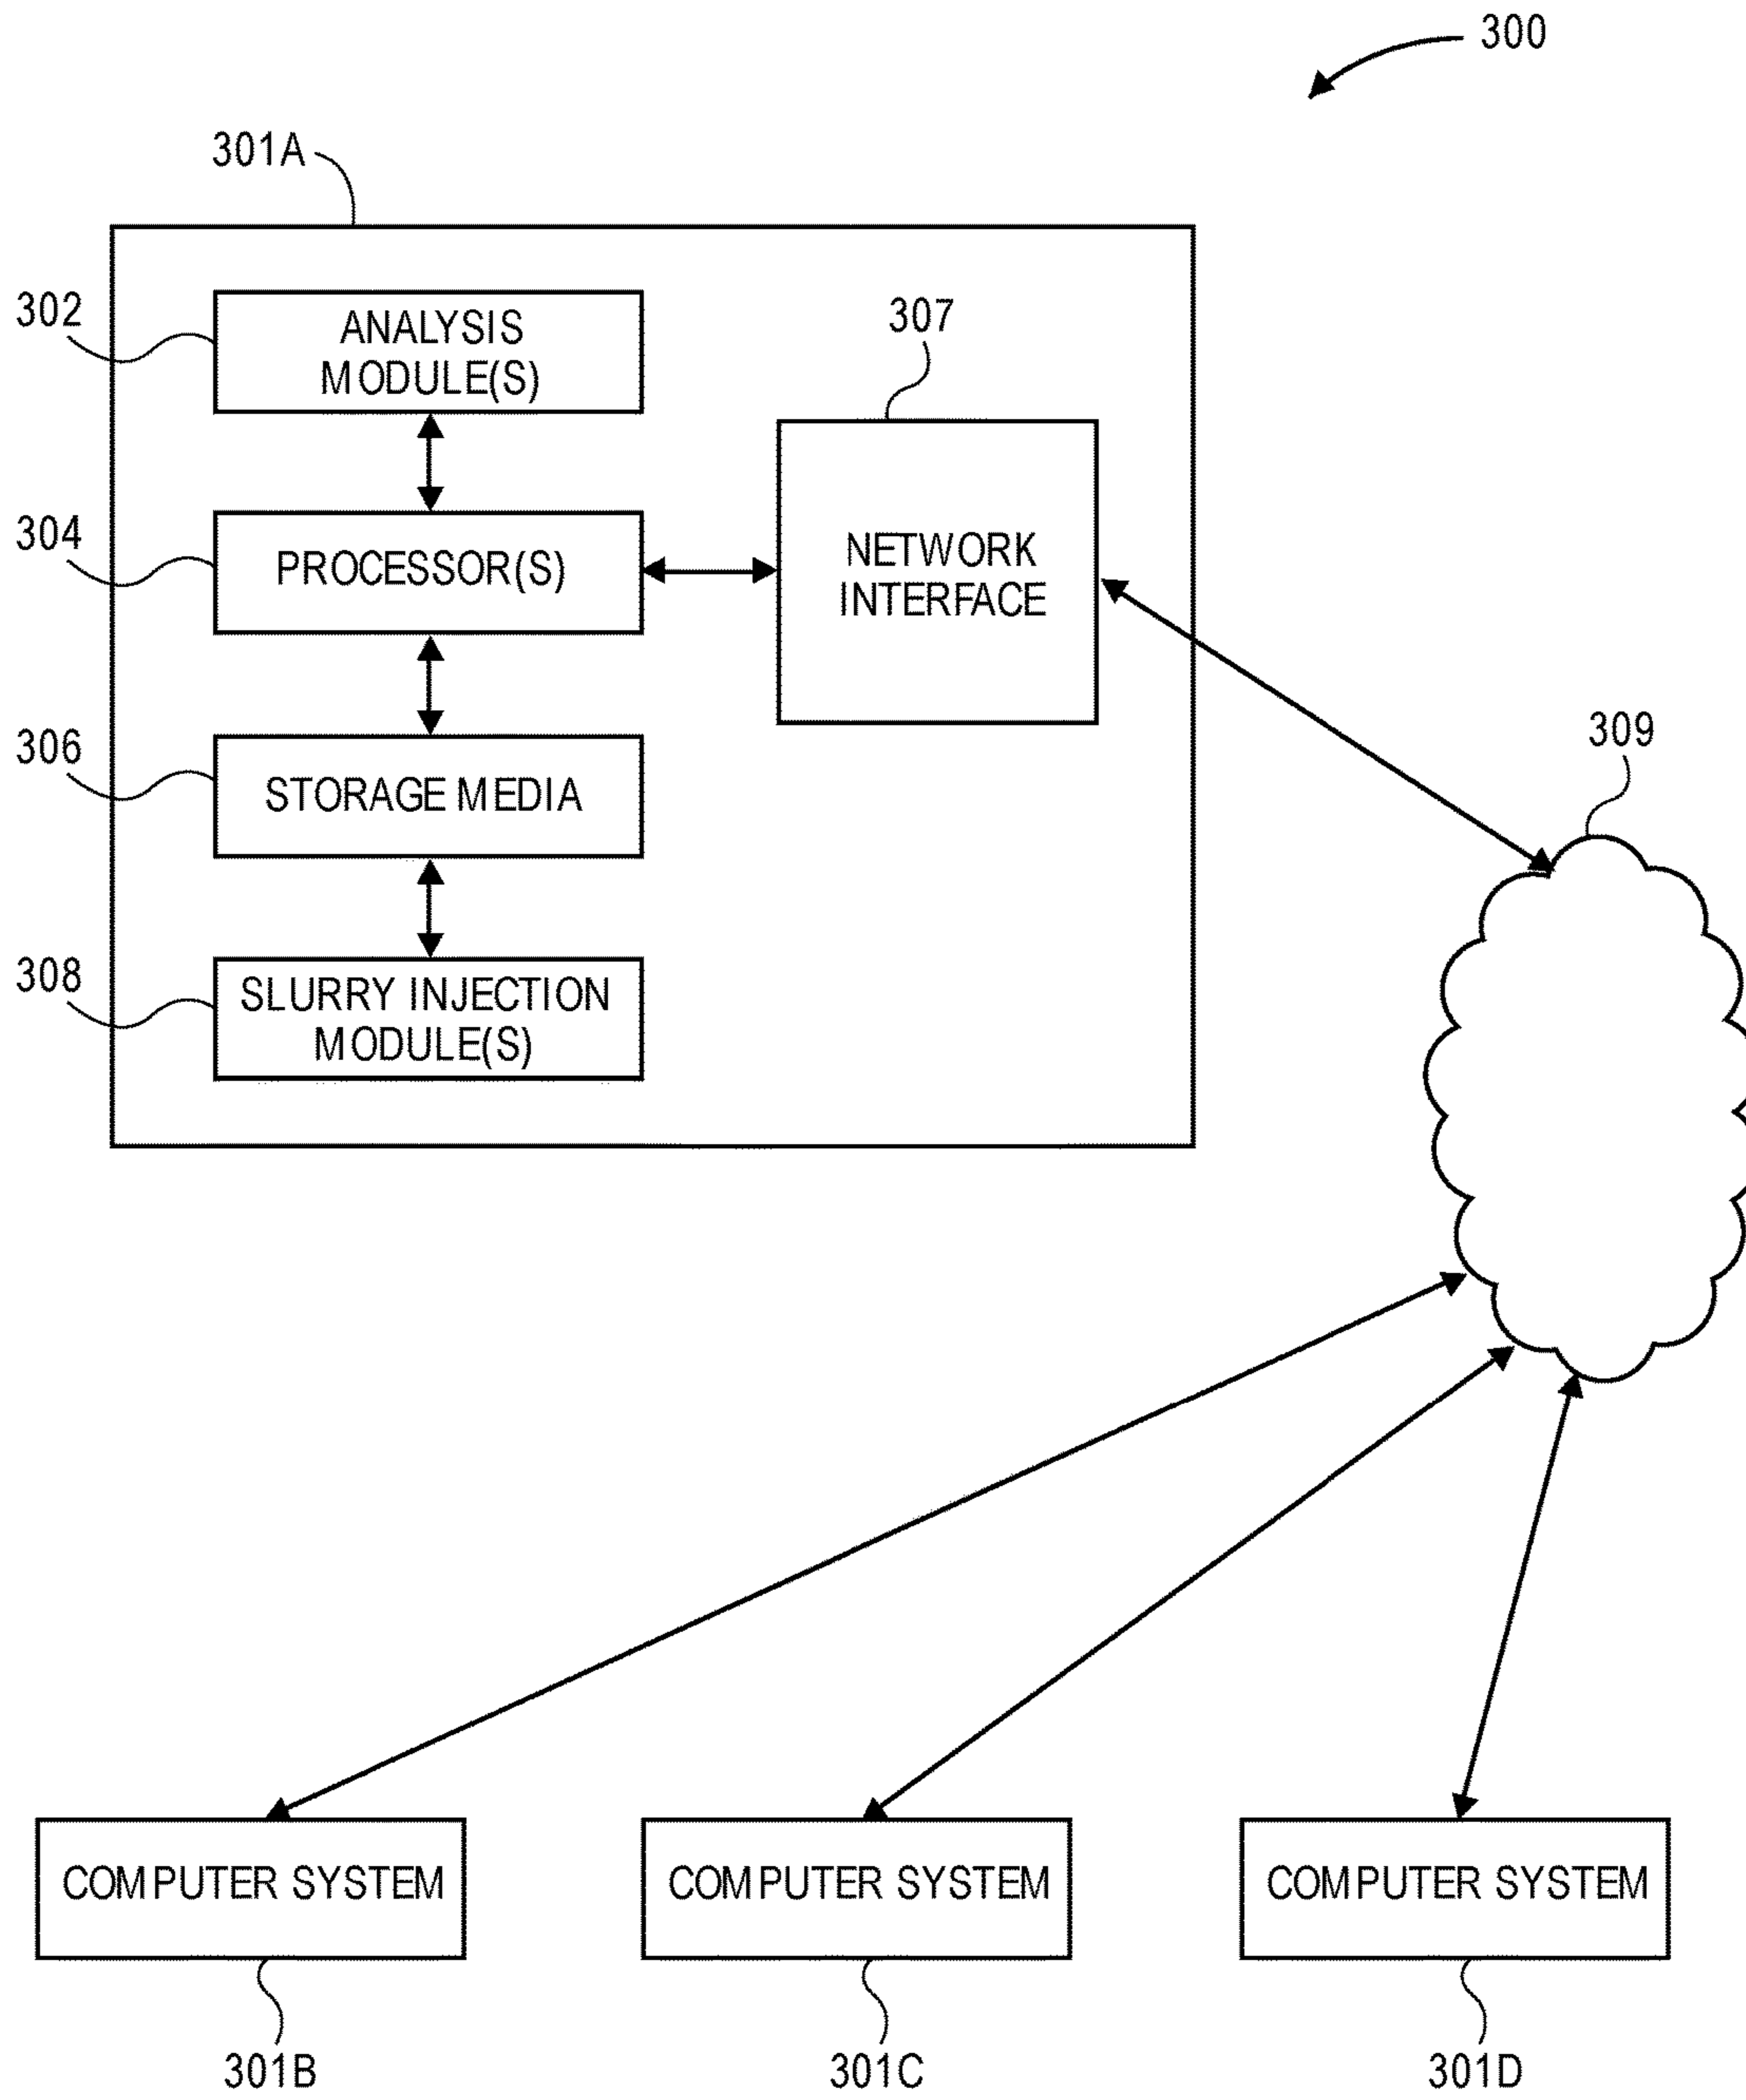 300
301A
302
ANALYSIS
MODULE(S)
307
304
PROCESSOR(S)
NETWORK
INTERFACE
306
STORAGE MEDIA
309
308
SLURRY INJECTION
MODULE(S)
COMPUTER SYSTEM
COMPUTER SYSTEM
COMPUTER SYSTEM
301B
301C
301D